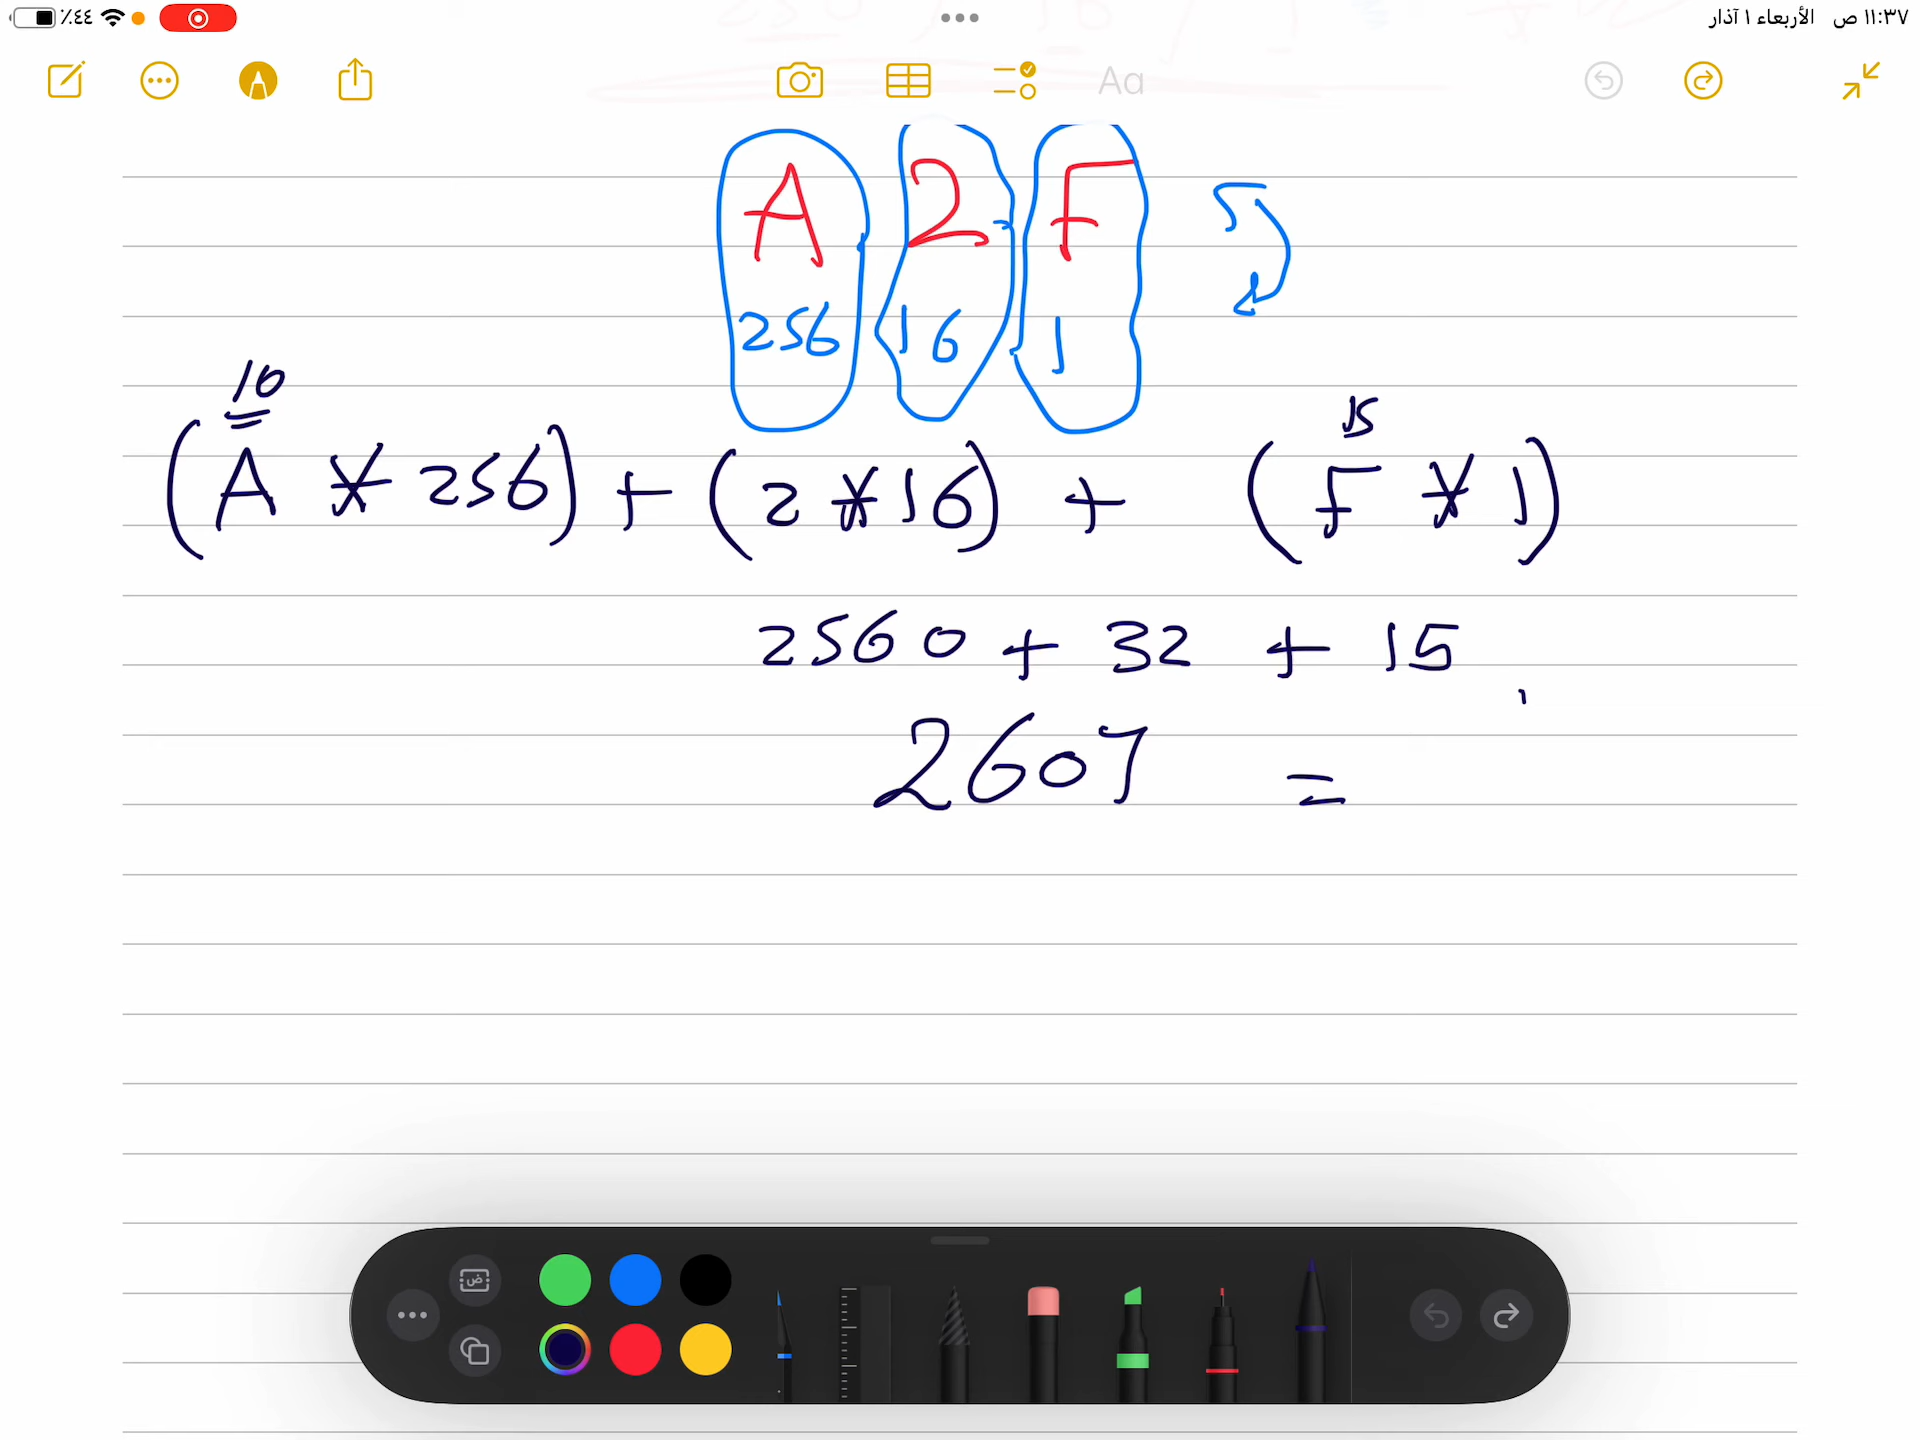 ٪٤٤ ١١:٣٧ ص الأربعاء ١ آذار
Aa
A 2 F
256 16 1
10 15
(A * 256) + (2 * 16) + (F * 1)
2560 + 32 + 15
2607 =
ض